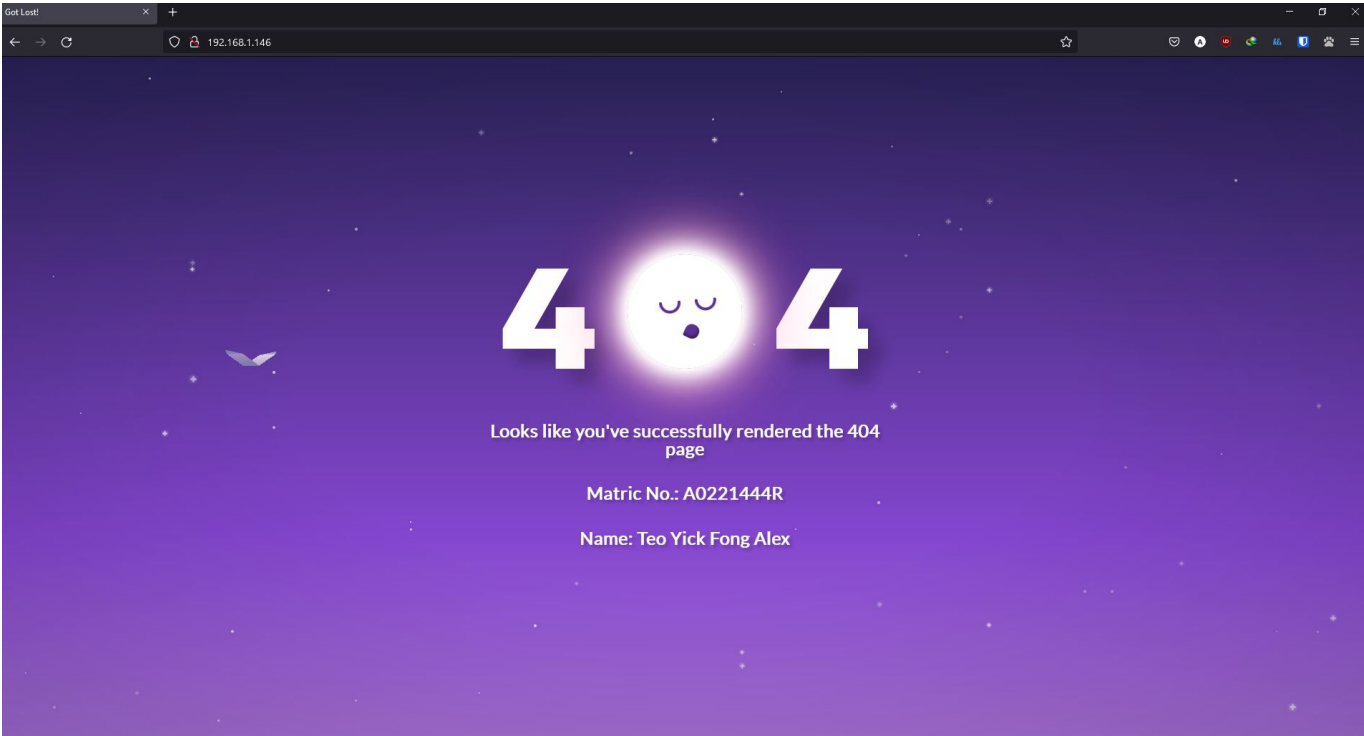 Got Lost!
192.168.1.146
404
Looks like you've successfully rendered the 404
page
Matric No.: A0221444R
Name: Teo Yick Fong Alex